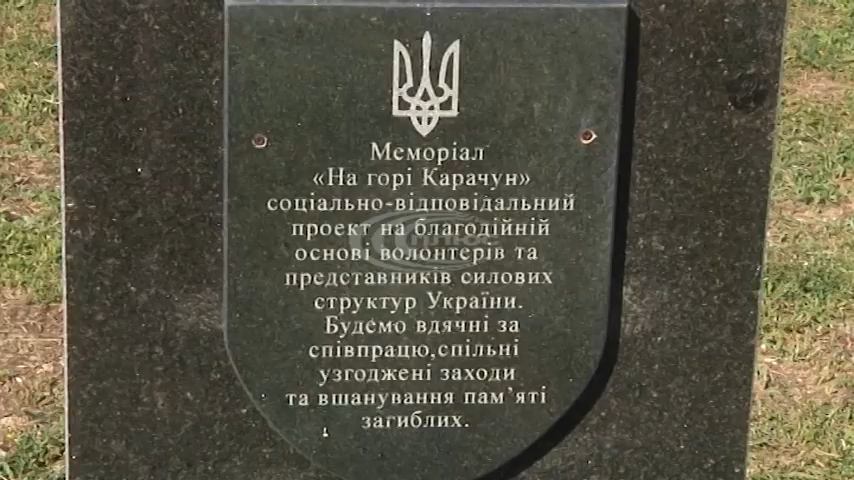 Меморіал
«На горі Карачун»
соціально-відповідальний
проект на благодійній
основі волонтерів та
представників силових
структур України.
Будемо вдячні за
співпрацю,спільні
узгоджені заходи
та вшанування пам'яті
загиблих.